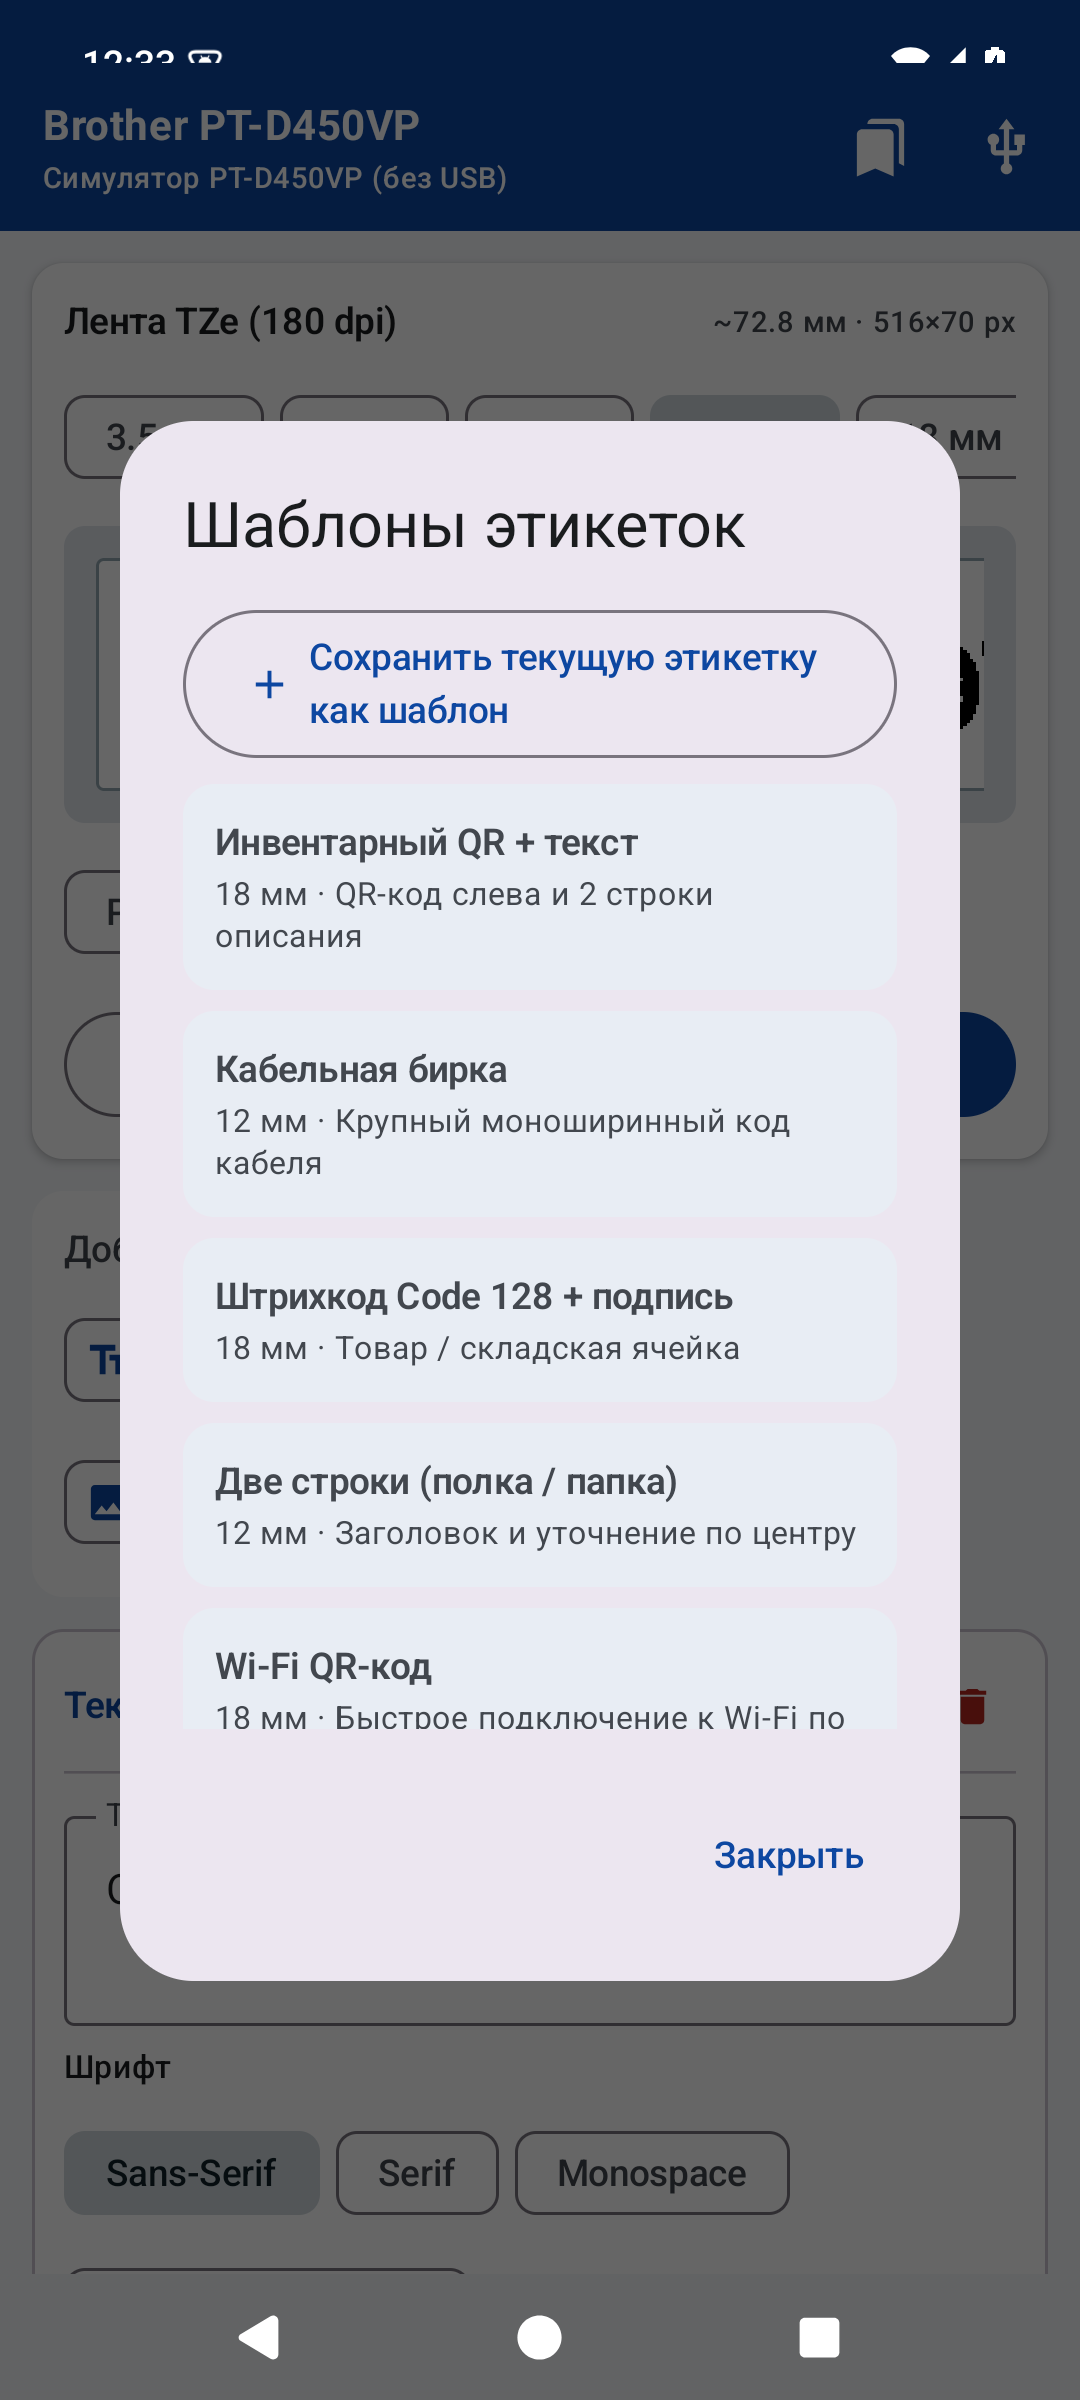 Brother PT-D450VP
Симулятор PT-D450VP (без USB)
Лента TZe (180 dpi)
~72.8 мм · 516×70 px
мм
Шаблоны этикеток
Сохранить текущую этикетку
как шаблон
Инвентарный QR + текст
18 мм · QR-код слева и 2 строки
описания
Кабельная бирка
12 мм · Крупный моноширинный код
кабеля
Штрихкод Code 128 + подпись
18 мм · Товар / складская ячейка
Две строки (полка / папка)
12 мм · Заголовок и уточнение по центру
Wi-Fi QR-код
18 мм · Быстрое подключение к Wi-Fi по
Закрыть
Шрифт
Sans-Serif
Serif
Monospace